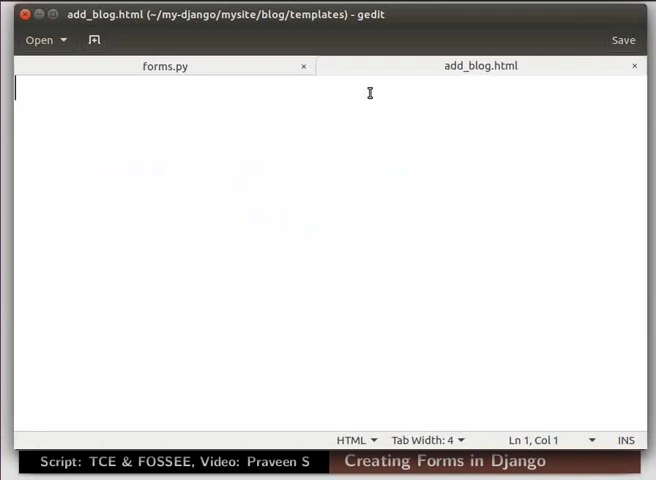 add_blog.html (~/my-django/mysite/blog/templates) - gedit
Open Save
forms.py × add_blog.html ×
HTML Tab Width: 4 Ln 1, Col 1 INS
Script: TCE & FOSSEE, Video: Praveen S Creating Forms in Django